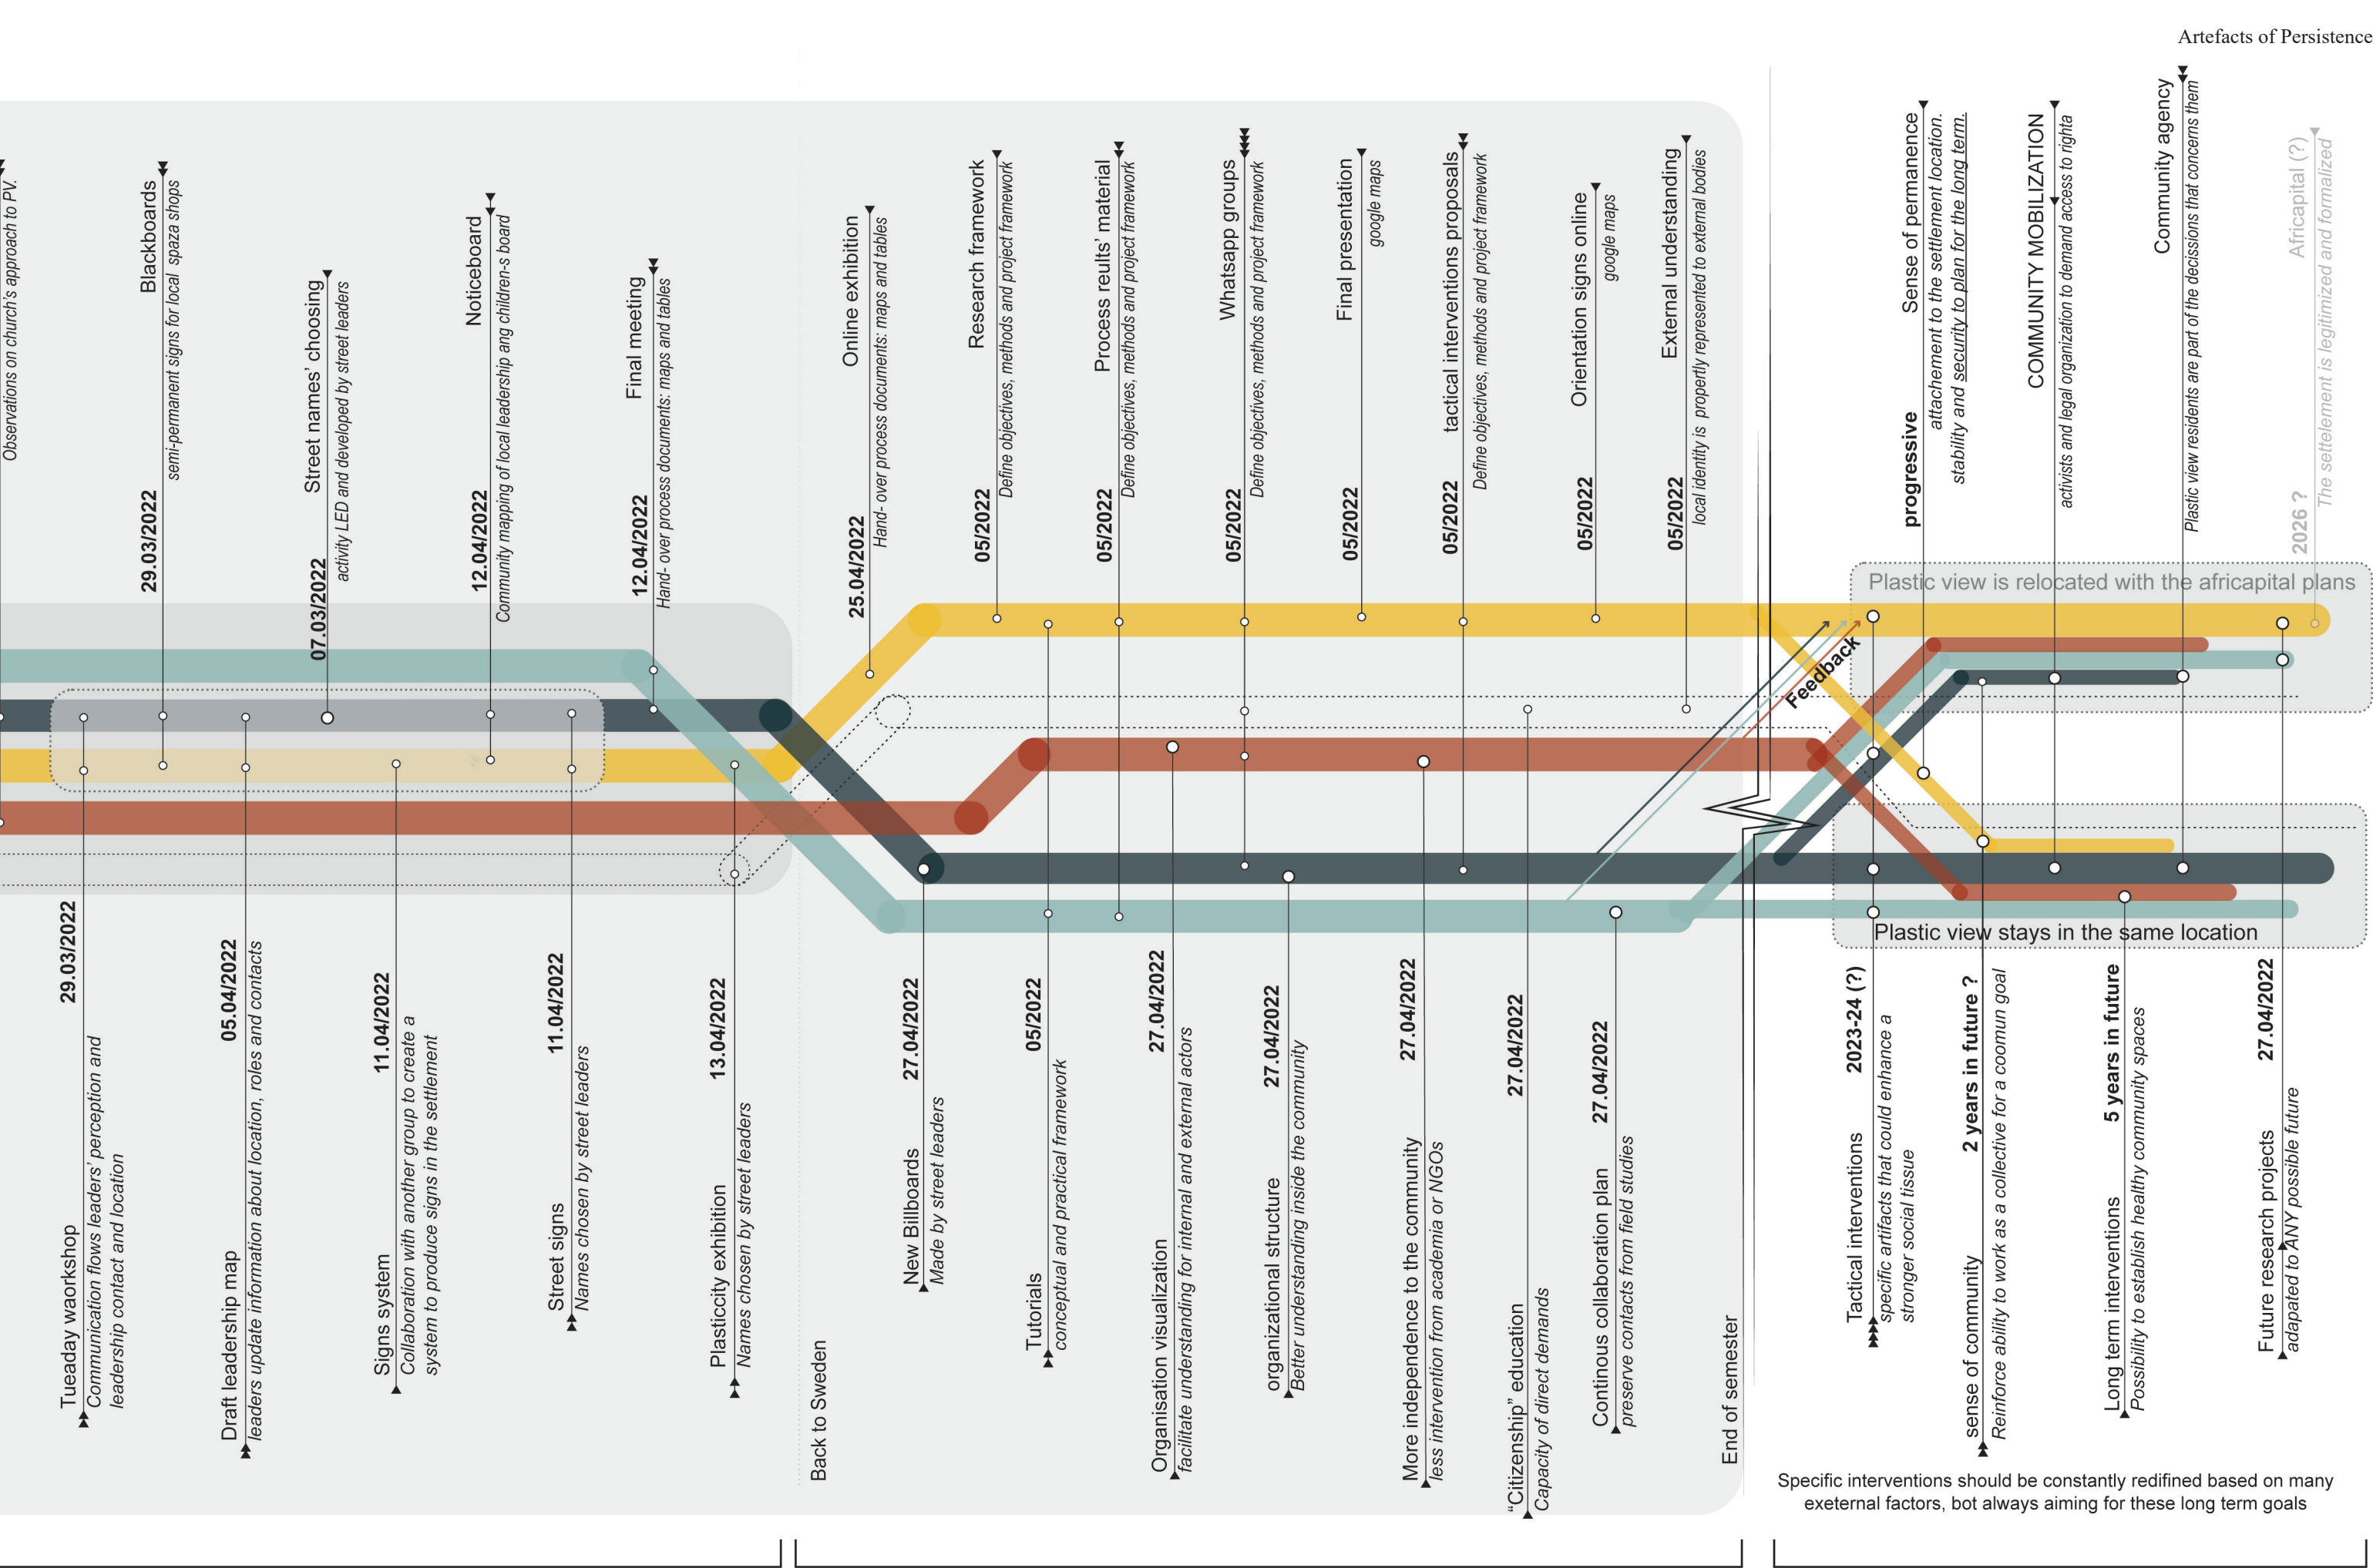 Artefacts of Persistence
Observations on church's approach to PV.
Blackboards
29.03/2022
semi-permanent signs for local spaza shops
Street names' choosing
07.03/2022
activity LED and developed by street leaders
Noticeboard
12.04/2022
Community mapping of local leadership ang children-s board
Final meeting
12.04/2022
Hand- over process documents: maps and tables
Online exhibition
25.04/2022
Hand- over process documents: maps and tables
Research framework
05/2022
Define objectives, methods and project framework
Process reults' material
05/2022
Define objectives, methods and project framework
Whatsapp groups
05/2022
Define objectives, methods and project framework
Final presentation
05/2022
google maps
tactical interventions proposals
05/2022
Define objectives, methods and project framework
Orientation signs online
05/2022
google maps
External understanding
05/2022
local identity is propertly represented to external bodies
Sense of permanence
progressive
attachement to the settlement location.
stability and security to plan for the long term.
COMMUNITY MOBILIZATION
activists and legal organization to demand access to righta
Community agency
Plastic view residents are part of the decissions that concerns them
Africapital (?)
2026 ?
The settelement is legitimized and formalized
Plastic view is relocated with the africapital plans
Feedback
Plastic view stays in the same location
29.03/2022
Tueaday waorkshop
Communication flows leaders' perception and
leadership contact and location
05.04/2022
Draft leadership map
leaders update information about location, roles and contacts
11.04/2022
Signs system
Collaboration with another group to create a
system to produce signs in the settlement
11.04/2022
Street signs
Names chosen by street leaders
13.04/2022
Plasticcity exhibition
Names chosen by street leaders
Back to Sweden
27.04/2022
New Billboards
Made by street leaders
05/2022
Tutorials
conceptual and practical framework
27.04/2022
Organisation visualization
facilitate understanding for internal and external actors
27.04/2022
organizational structure
Better understanding inside the community
27.04/2022
More independence to the community
less intervention from academia or NGOs
27.04/2022
“Citizenship” education
Capacity of direct demands
27.04/2022
Continous collaboration plan
preserve contacts from field studies
End of semester
2023-24 (?)
Tactical interventions
specific artifacts that could enhance a
stronger social tissue
2 years in future ?
sense of community
Reinforce ability to work as a collective for a coomun goal
5 years in future
Long term interventions
Possibility to establish healthy community spaces
27.04/2022
Future research projects
adapated to ANY possible future
Specific interventions should be constantly redifined based on many
exeternal factors, bot always aiming for these long term goals